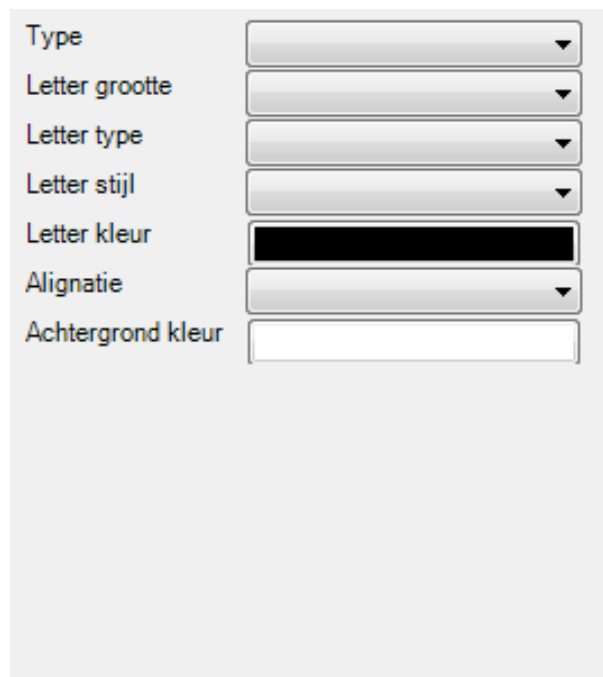 Type
Letter grootte
Letter type
Letter stijl
Letter kleur
Alignatie
Achtergrond kleur